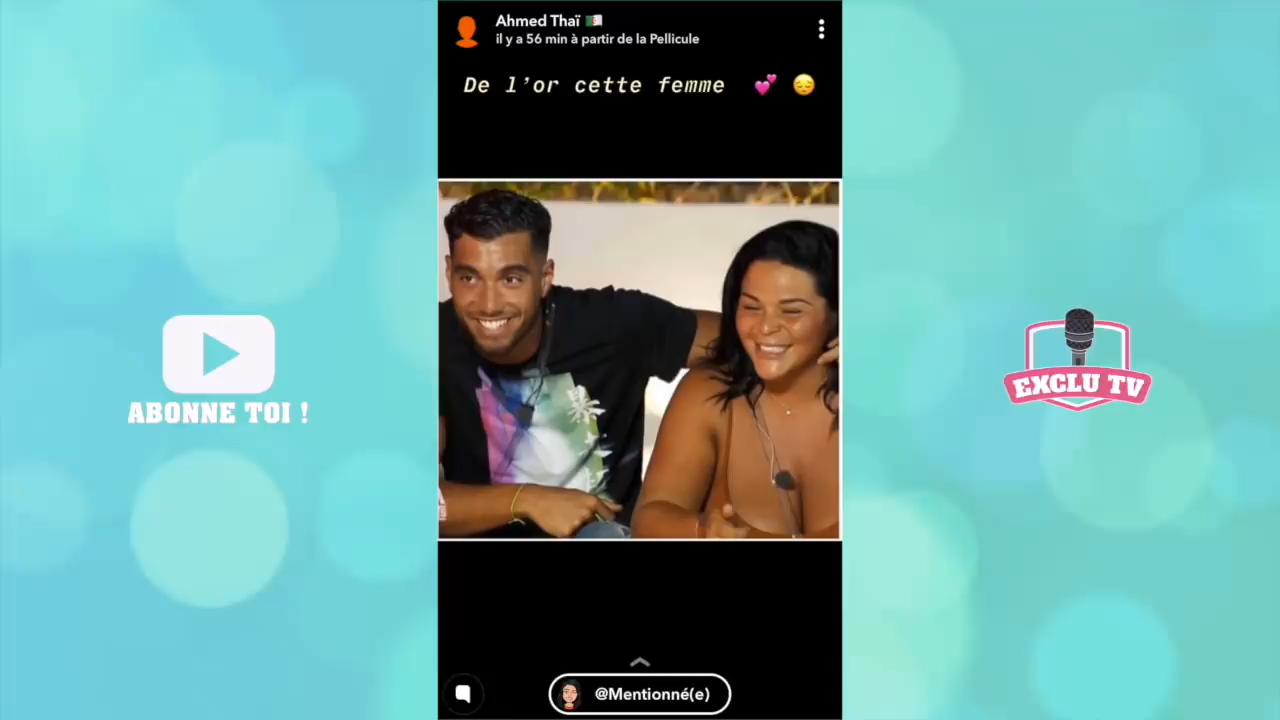 Ahmed Thaï
il y a 56 min à partir de la Pellicule
De l’or cette femme
ABONNE TOI !
EXCLU TV
@Mentionné(e)